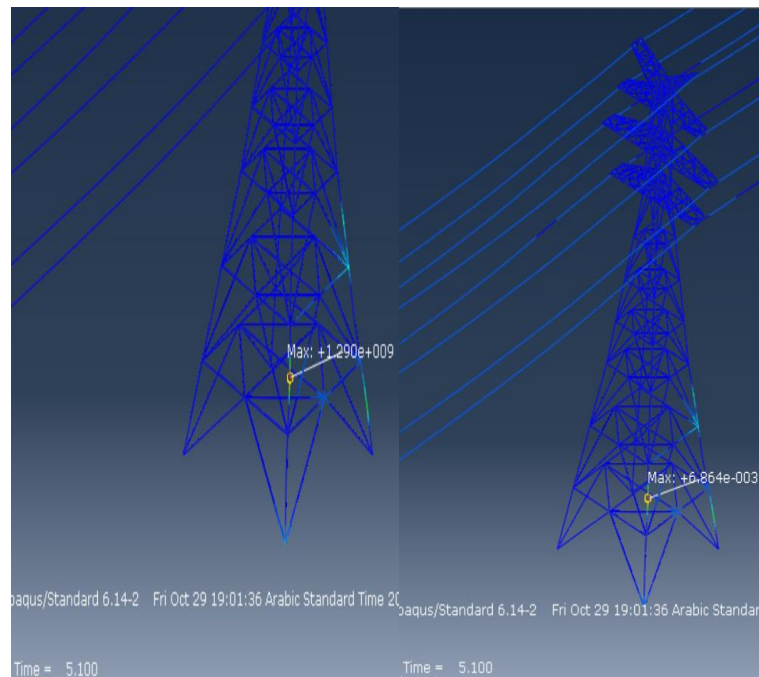 Max: +1.290e+009
baqus/Standard 6.14-2 Fri Oct 29 19:01:36 Arabic Standard Time 20
Time = 5.100
Max: +6.864e-003
baqus/Standard 6.14-2 Fri Oct 29 19:01:36 Arabic Standar
Time = 5.100